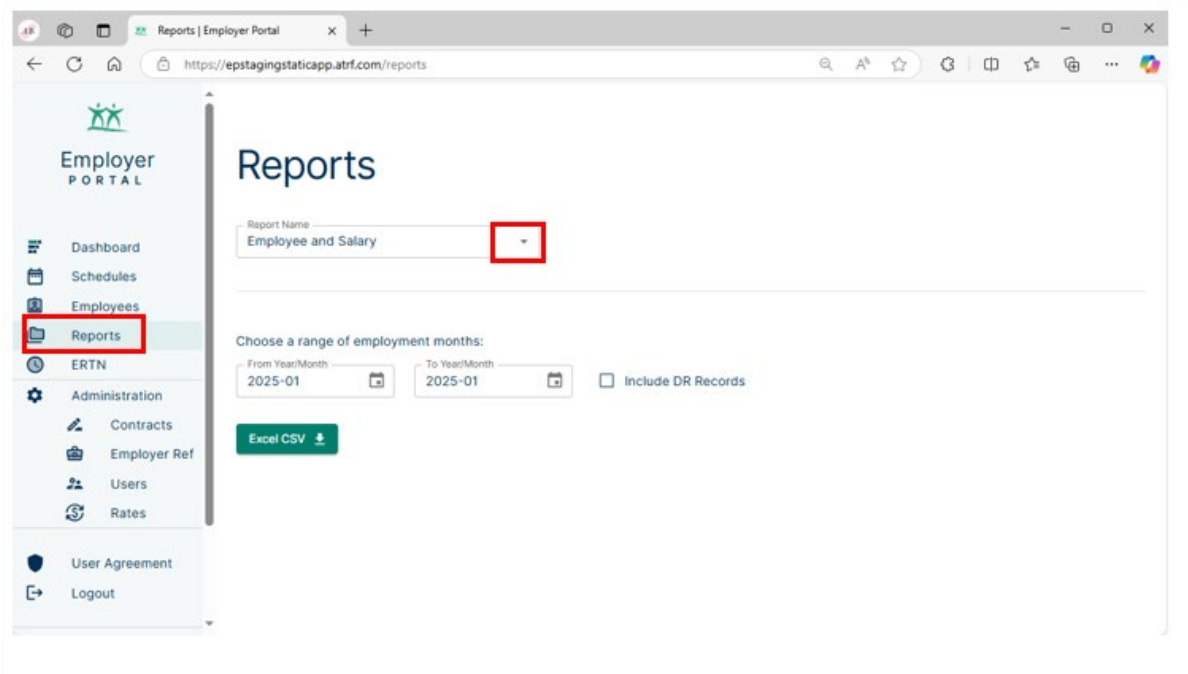 Reports | Employer Portal
https://epstagingstaticapp.atrf.com/reports
Employer
PORTAL
Dashboard
Schedules
Employees
Reports
ERTN
Administration
Contracts
Employer Ref
Users
Rates
User Agreement
Logout
Reports
Report Name
Employee and Salary
Choose a range of employment months:
From Year/Month
2025-01
To Year/Month
2025-01
Include DR Records
Excel CSV